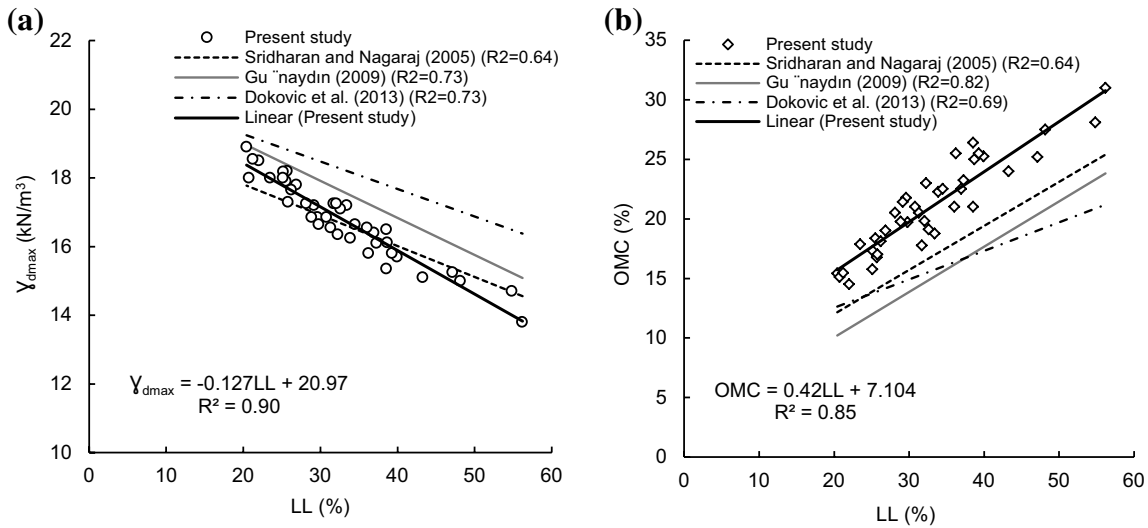 (a)
22
20
18
16
14
12
10
0
10
20
30
40
50
60
γdmax (kN/m³)
LL (%)
Present study
Sridharan and Nagaraj (2005) (R2=0.64)
Gu ¨naydın (2009) (R2=0.73)
Dokovic et al. (2013) (R2=0.73)
Linear (Present study)
γdmax = -0.127LL + 20.97
R² = 0.90
(b)
35
30
25
20
15
10
5
0
0
10
20
30
40
50
60
OMC (%)
LL (%)
Present study
Sridharan and Nagaraj (2005) (R2=0.64)
Gu ¨naydın (2009) (R2=0.82)
Dokovic et al. (2013) (R2=0.69)
Linear (Present study)
OMC = 0.42LL + 7.104
R² = 0.85